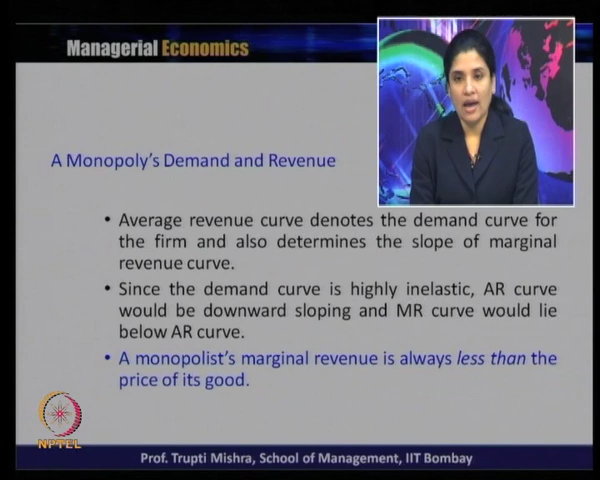 Managerial Economics
A Monopoly's Demand and Revenue
• Average revenue curve denotes the demand curve for
the firm and also determines the slope of marginal
revenue curve.
• Since the demand curve is highly inelastic, AR curve
would be downward sloping and MR curve would lie
below AR curve.
• A monopolist's marginal revenue is always less than the
price of its good.
NPTEL
Prof. Trupti Mishra, School of Management, IIT Bombay